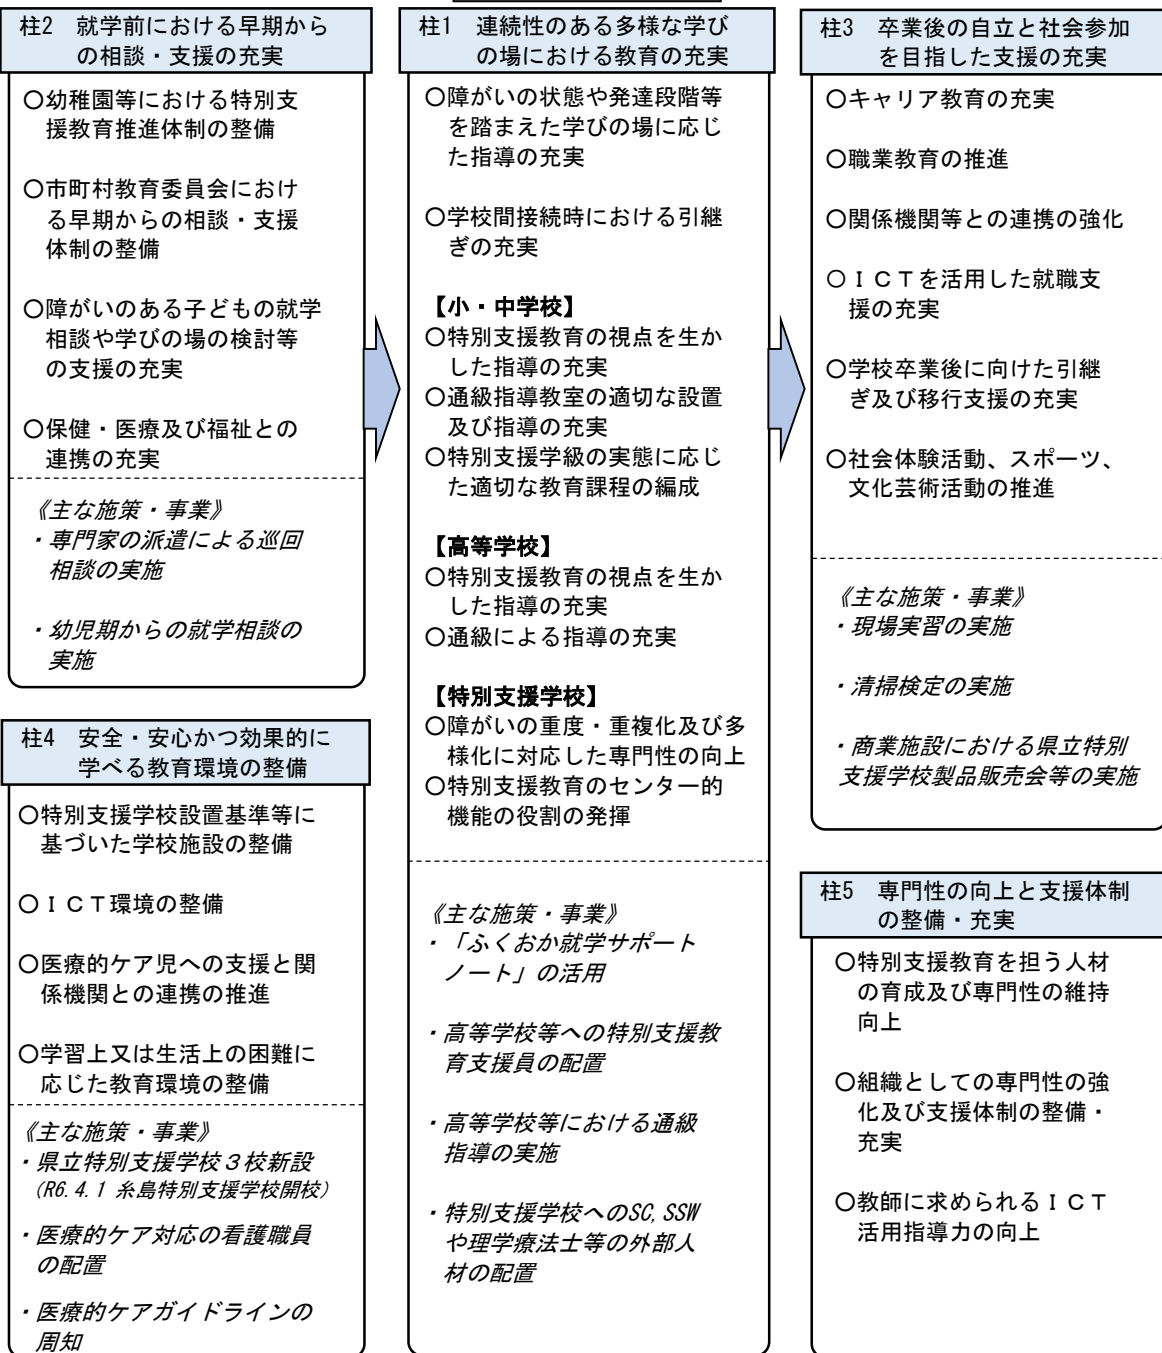 柱2　就学前における早期から
の相談・支援の充実
〇幼稚園等における特別支
援教育推進体制の整備
〇市町村教育委員会におけ
る早期からの相談・支援
体制の整備
〇障がいのある子どもの就学
相談や学びの場の検討等
の支援の充実
〇保健・医療及び福祉との
連携の充実
《主な施策・事業》
・専門家の派遣による巡回
相談の実施
・幼児期からの就学相談の
実施
柱4　安全・安心かつ効果的に
学べる教育環境の整備
〇特別支援学校設置基準等に
基づいた学校施設の整備
〇ＩＣＴ環境の整備
〇医療的ケア児への支援と関
係機関との連携の推進
〇学習上又は生活上の困難に
応じた教育環境の整備
《主な施策・事業》
・県立特別支援学校３校新設
(R6.4.1 糸島特別支援学校開校)
・医療的ケア対応の看護職員
の配置
・医療的ケアガイドラインの
周知
柱1　連続性のある多様な学び
の場における教育の充実
〇障がいの状態や発達段階等
を踏まえた学びの場に応じ
た指導の充実
〇学校間接続時における引継
ぎの充実
【小・中学校】
〇特別支援教育の視点を生か
した指導の充実
〇通級指導教室の適切な設置
及び指導の充実
〇特別支援学級の実態に応じ
た適切な教育課程の編成
【高等学校】
〇特別支援教育の視点を生か
した指導の充実
〇通級による指導の充実
【特別支援学校】
〇障がいの重度・重複化及び多
様化に対応した専門性の向上
〇特別支援教育のセンター的
機能の役割の発揮
《主な施策・事業》
・「ふくおか就学サポート
ノート」の活用
・高等学校等への特別支援教
育支援員の配置
・高等学校等における通級
指導の実施
・特別支援学校へのSC,SSW
や理学療法士等の外部人
材の配置
柱3　卒業後の自立と社会参加
を目指した支援の充実
〇キャリア教育の充実
〇職業教育の推進
〇関係機関等との連携の強化
〇ＩＣＴを活用した就職支
援の充実
〇学校卒業後に向けた引継
ぎ及び移行支援の充実
〇社会体験活動、スポーツ、
文化芸術活動の推進
《主な施策・事業》
・現場実習の実施
・清掃検定の実施
・商業施設における県立特別
支援学校製品販売会等の実施
柱5　専門性の向上と支援体制
の整備・充実
〇特別支援教育を担う人材
の育成及び専門性の維持
向上
〇組織としての専門性の強
化及び支援体制の整備・
充実
〇教師に求められるＩＣＴ
活用指導力の向上